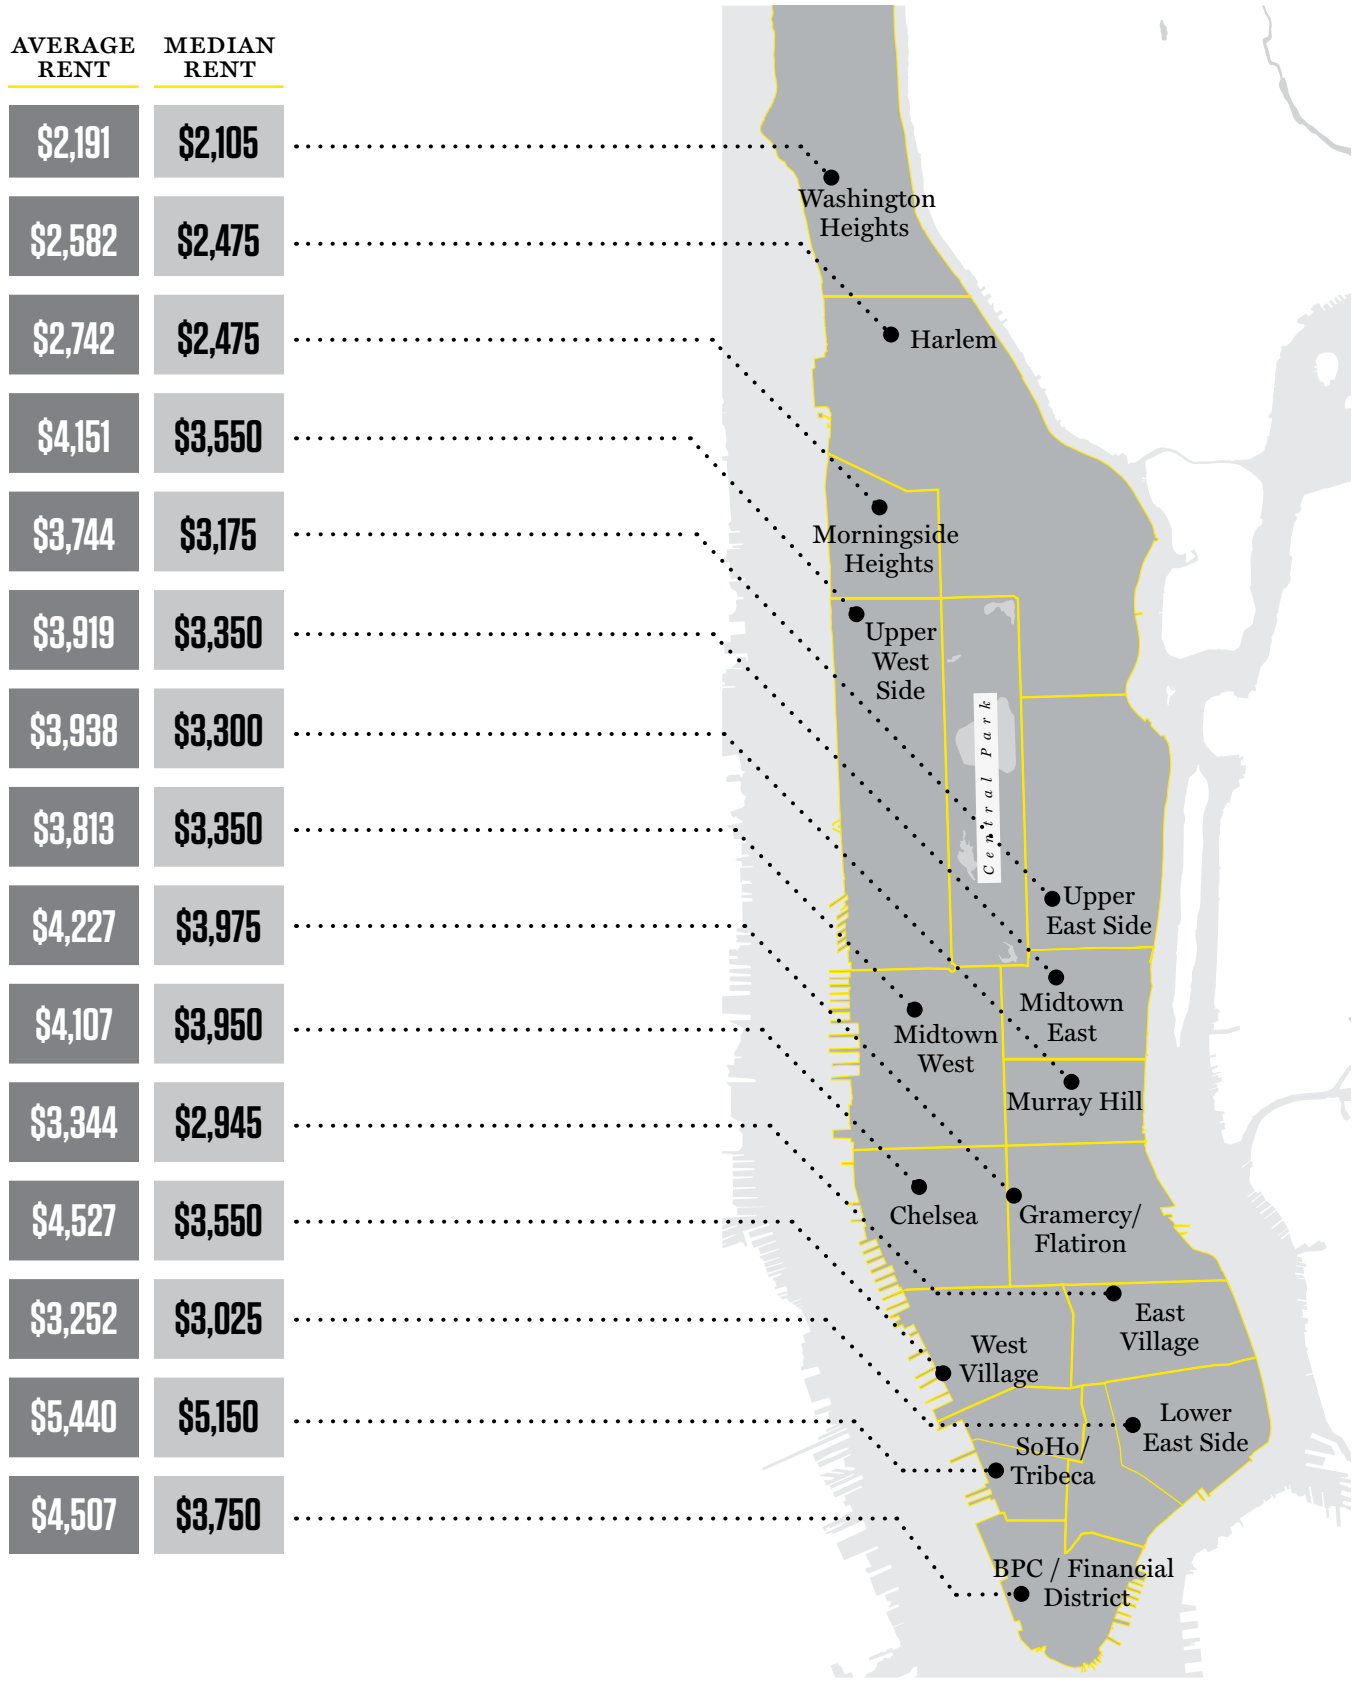 AVERAGE
RENT
MEDIAN
RENT
$2,191 $2,105
$2,582 $2,475
$2,742 $2,475
$4,151 $3,550
$3,744 $3,175
$3,919 $3,350
$3,938 $3,300
$3,813 $3,350
$4,227 $3,975
$4,107 $3,950
$3,344 $2,945
$4,527 $3,550
$3,252 $3,025
$5,440 $5,150
$4,507 $3,750
Washington
Heights
Harlem
Morningside
Heights
Upper
West
Side
Central Park
Upper
East Side
Midtown
East
Midtown
West
Murray Hill
Chelsea
Gramercy/
Flatiron
East
Village
West
Village
Lower
East Side
SoHo/
Tribeca
BPC / Financial
District